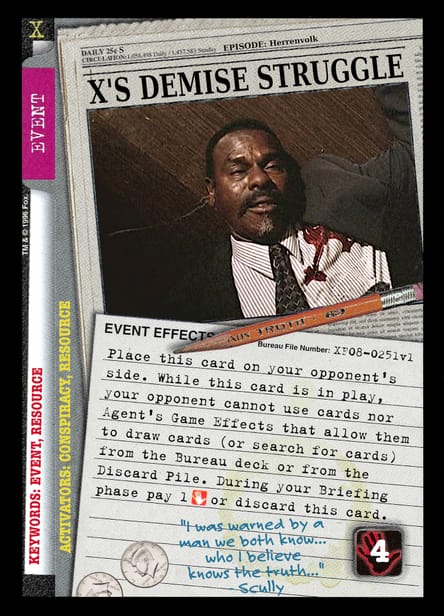 X
EVENT
TM & © 1996 Fox.
KEYWORDS: EVENT, RESOURCE
ACTIVATORS: CONSPIRACY, RESOURCE
DAILY 25¢ S
EPISODE: Herrenvolk
X'S DEMISE STRUGGLE
EVENT EFFECTS
Bureau File Number: XF08-0251v1
Place this card on your opponent's
side. While this card is in play,
your opponent cannot use cards nor
Agent's Game Effects that allow them
to draw cards (or search for cards)
from the Bureau deck or from the
Discard Pile. During your Briefing
phase pay 1 or discard this card.
"I was warned by a
man we both know...
who I believe
knows the truth..."
-Scully
4